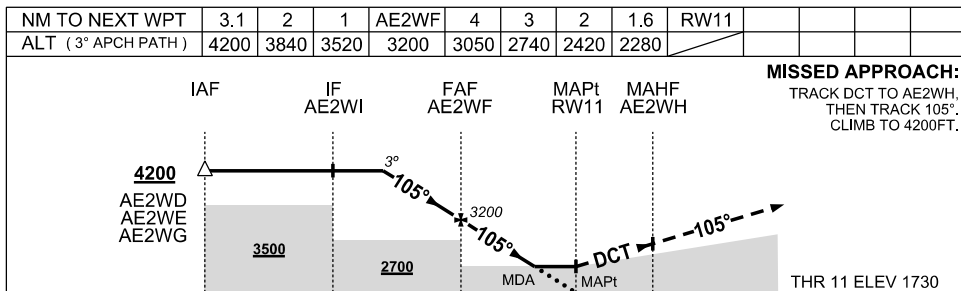 NM TO NEXT WPT 3.1 2 1 AE2WF 4 3 2 1.6 RW11
ALT ( 3° APCH PATH ) 4200 3840 3520 3200 3050 2740 2420 2280
MISSED APPROACH:
TRACK DCT TO AE2WH,
THEN TRACK 105°.
CLIMB TO 4200FT.
IAF IF FAF MAPt MAHF
AE2WI AE2WF RW11 AE2WH
4200
AE2WD
AE2WE
AE2WG
3°
105°
3200
105°
3500
2700
MDA
MAPt
DCT
105°
THR 11 ELEV 1730